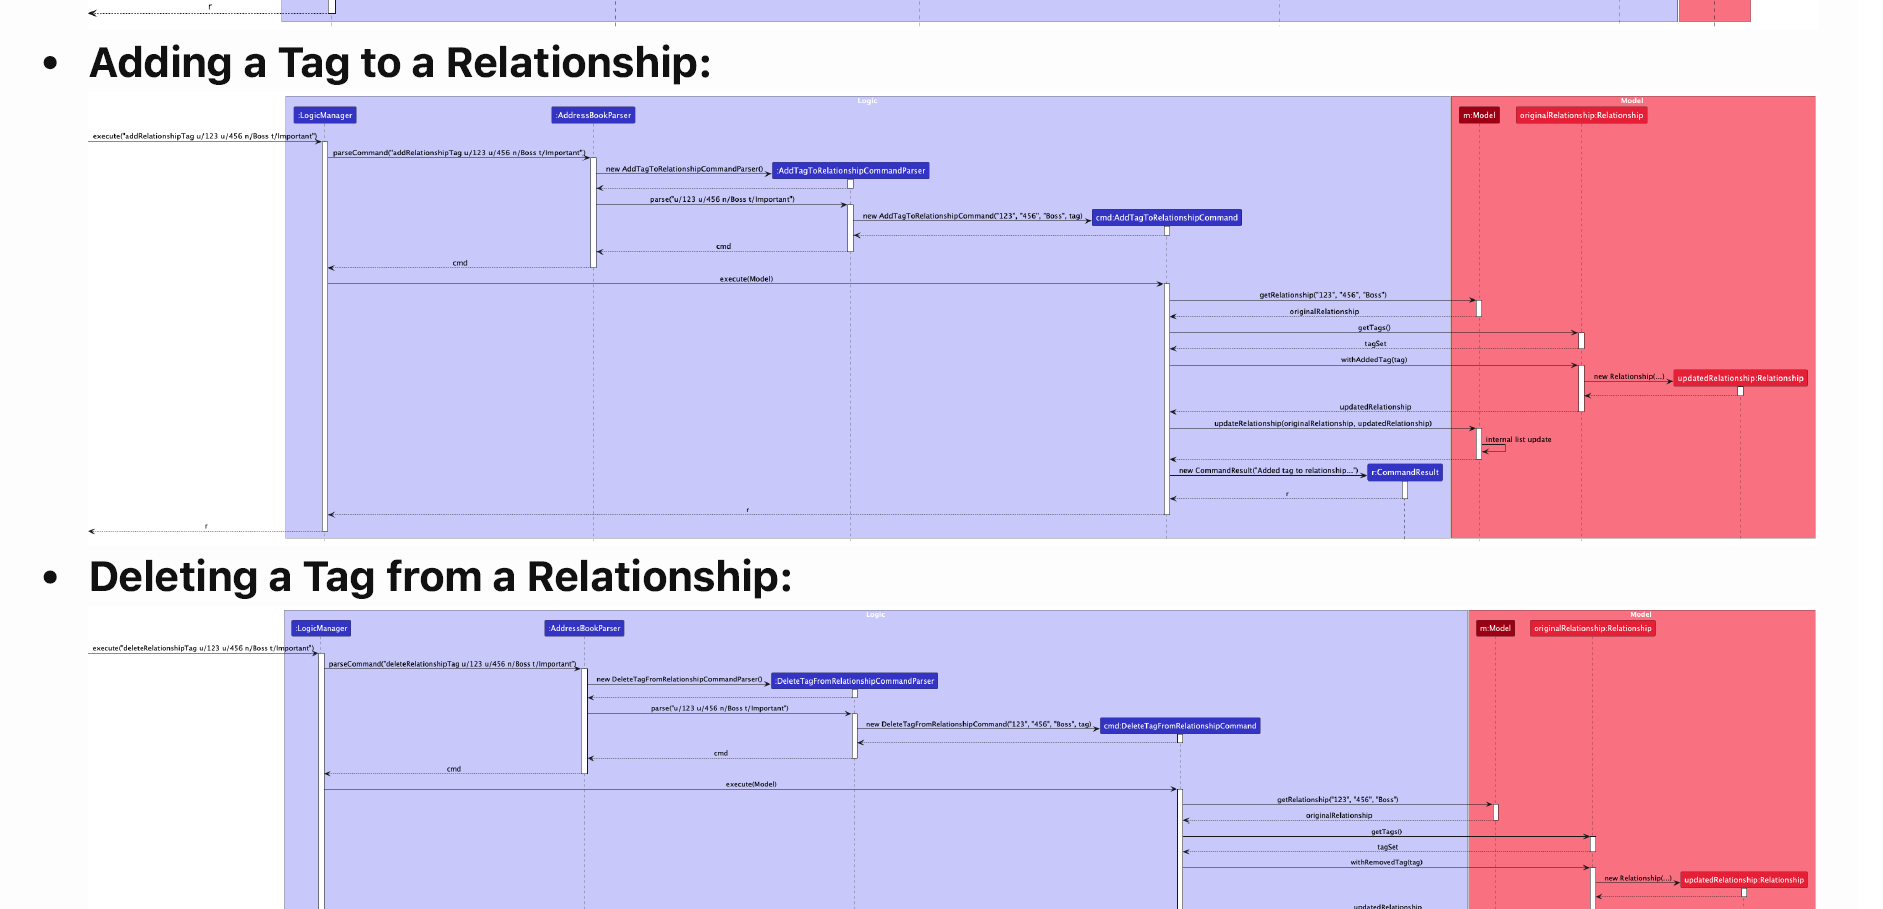 r
• Adding a Tag to a Relationship:
Logic
Model
:LogicManager
:AddressBookParser
m:Model
originalRelationship:Relationship
execute("addRelationshipTag u/123 u/456 n/Boss t/Important")
parseCommand("addRelationshipTag u/123 u/456 n/Boss t/Important")
new AddTagToRelationshipCommandParser()
:AddTagToRelationshipCommandParser
parse("u/123 u/456 n/Boss t/Important")
new AddTagToRelationshipCommand("123", "456", "Boss", tag)
cmd:AddTagToRelationshipCommand
cmd
cmd
execute(Model)
getRelationship("123", "456", "Boss")
originalRelationship
getTags()
tagSet
withAddedTag(tag)
new Relationship(...)
updatedRelationship:Relationship
updatedRelationship
updateRelationship(originalRelationship, updatedRelationship)
internal list update
new CommandResult("Added tag to relationship...")
r:CommandResult
r
r
r
• Deleting a Tag from a Relationship:
Logic
Model
:LogicManager
:AddressBookParser
m:Model
originalRelationship:Relationship
execute("deleteRelationshipTag u/123 u/456 n/Boss t/Important")
parseCommand("deleteRelationshipTag u/123 u/456 n/Boss t/Important")
new DeleteTagFromRelationshipCommandParser()
:DeleteTagFromRelationshipCommandParser
parse("u/123 u/456 n/Boss t/Important")
new DeleteTagFromRelationshipCommand("123", "456", "Boss", tag)
cmd:DeleteTagFromRelationshipCommand
cmd
cmd
execute(Model)
getRelationship("123", "456", "Boss")
originalRelationship
getTags()
tagSet
withRemovedTag(tag)
new Relationship(...)
updatedRelationship:Relationship
updatedRelationship